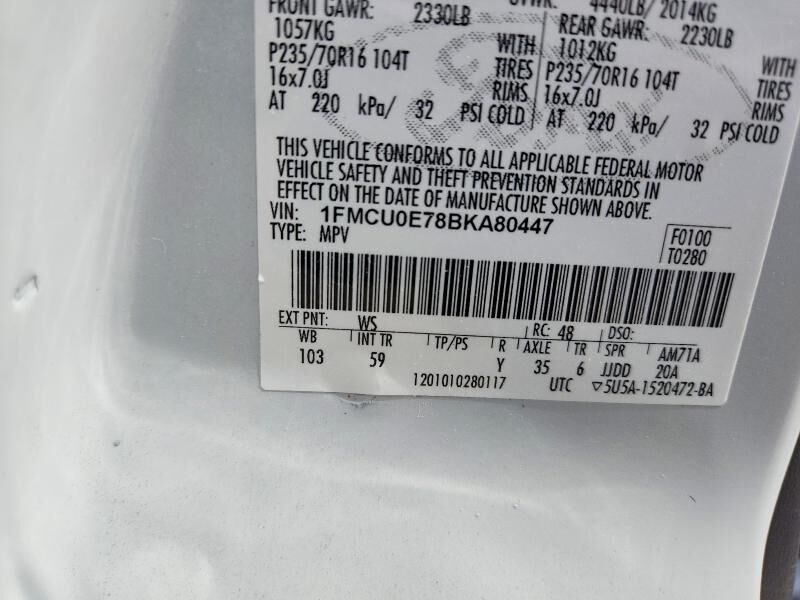 FRONT GAWR: 2330LB 4440LB/ 2014KG
1057KG REAR GAWR: 2230LB
P235/70R16 104T WITH 1012KG
16x7.0J TIRES P235/70R16 104T WITH
AT 220 kPa/ 32 PSI COLD RIMS 16x7.0J TIRES
AT 220 kPa/ 32 PSI COLD RIMS
THIS VEHICLE CONFORMS TO ALL APPLICABLE FEDERAL MOTOR
VEHICLE SAFETY AND THEFT PREVENTION STANDARDS IN
EFFECT ON THE DATE OF MANUFACTURE SHOWN ABOVE.
VIN: 1FMCU0E78BKA80447
TYPE: MPV F0100
T0280
EXT PNT: WS RC: 48 DSO:
WB INT TR TP/PS R AXLE TR SPR AM71A
103 59 Y 35 6 JJDD 20A
1201010280117 UTC ▽5U5A-1520472-BA